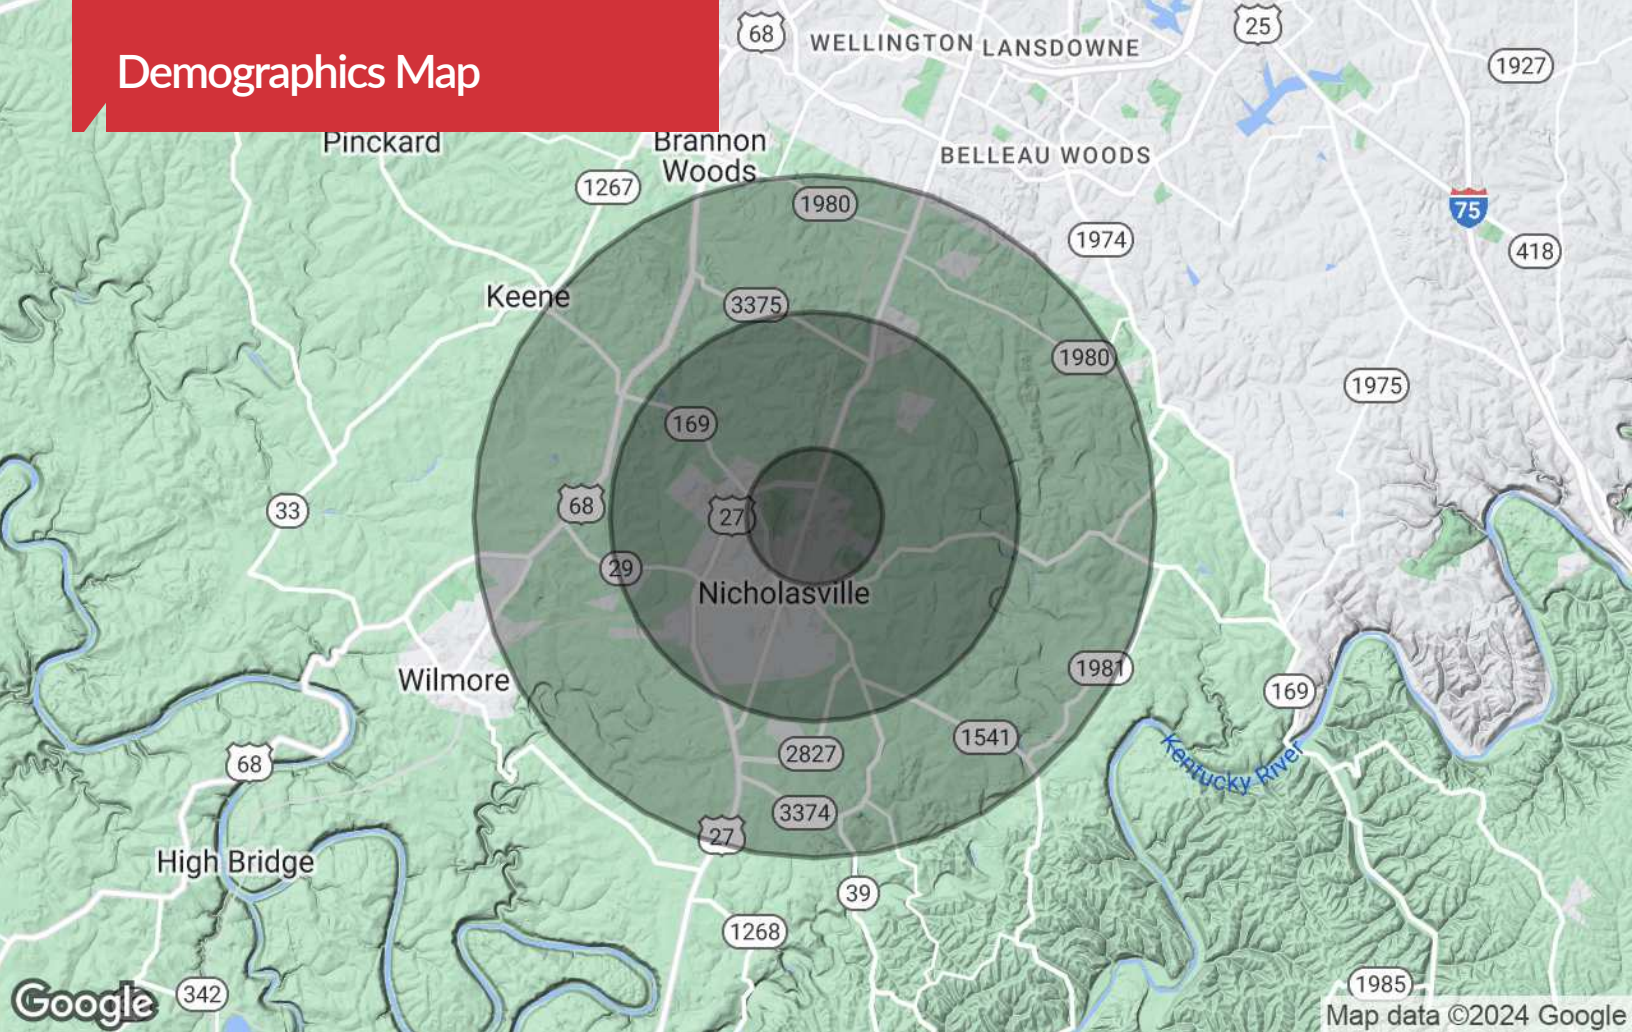 68
25
WELLINGTON
LANSDOWNE
1927
Demographics Map
Pinckard
Brannon
Woods
BELLEAU WOODS
1267
1980
75
1974
418
Keene
3375
1980
1975
169
33
68
27
29
Nicholasville
Wilmore
1981
169
68
2827
1541
Kentucky River
3374
27
High Bridge
39
1268
342
1985
Google
Map data ©2024 Google